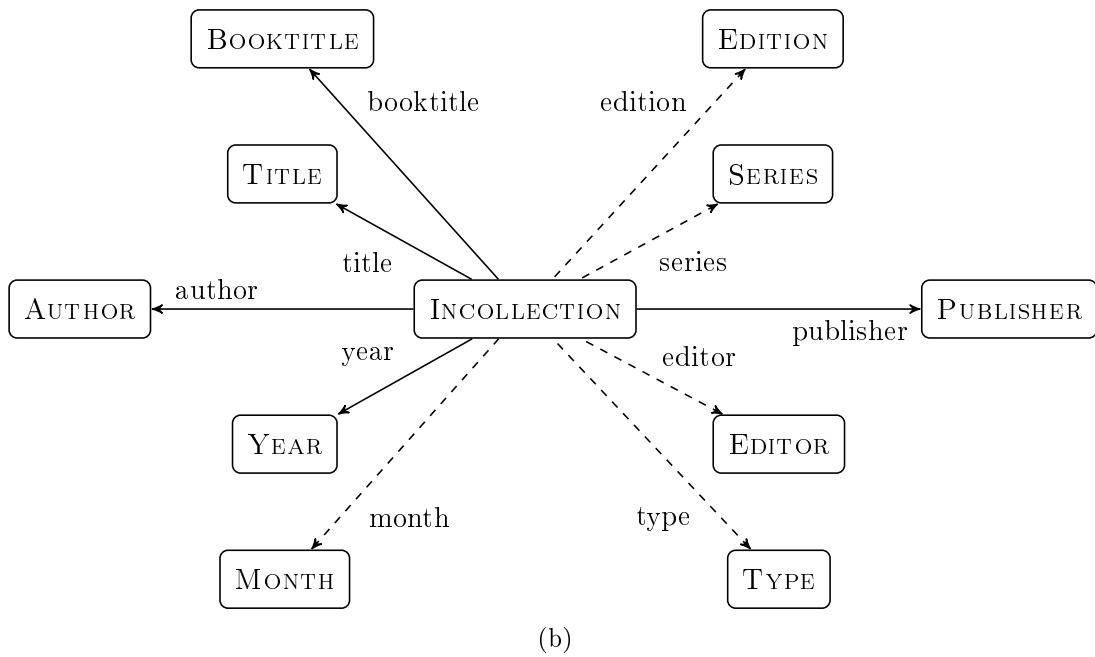 BOOKTITLE
EDITION
booktitle
edition
TITLE
SERIES
title
series
AUTHOR
author
INCOLLECTION
publisher
PUBLISHER
year
editor
YEAR
EDITOR
month
type
MONTH
TYPE
(b)